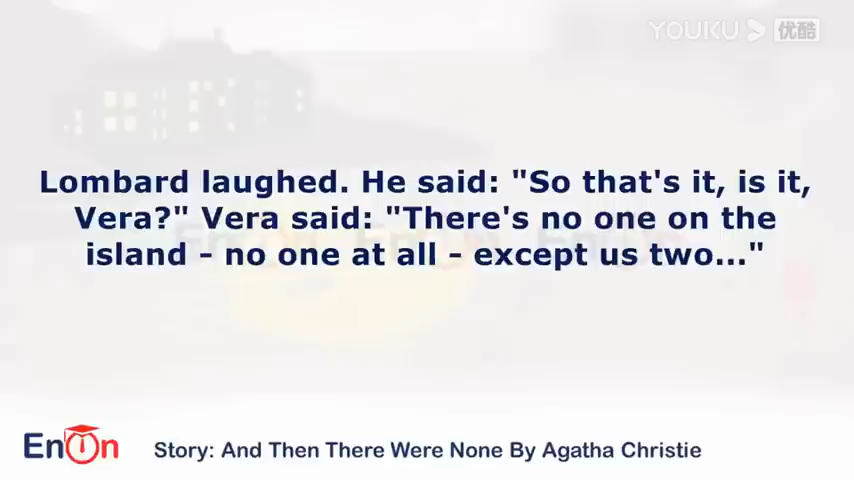 YOUKU 优酷
Lombard laughed. He said: "So that's it, is it,
Vera?" Vera said: "There's no one on the
island - no one at all - except us two..."
EnOn
Story: And Then There Were None By Agatha Christie